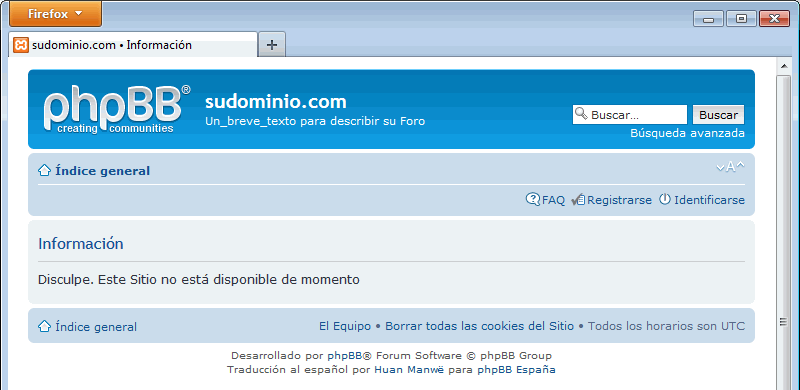 Firefox
sudominio.com • Información
phpBB®
creating communities
sudominio.com
Un_breve_texto para describir su Foro
Buscar... Buscar
Búsqueda avanzada
Índice general
A
FAQ Registrarse Identificarse
Información
Disculpe. Este Sitio no está disponible de momento
Índice general
El Equipo • Borrar todas las cookies del Sitio • Todos los horarios son UTC
Desarrollado por phpBB® Forum Software © phpBB Group
Traducción al español por Huan Manwë para phpBB España